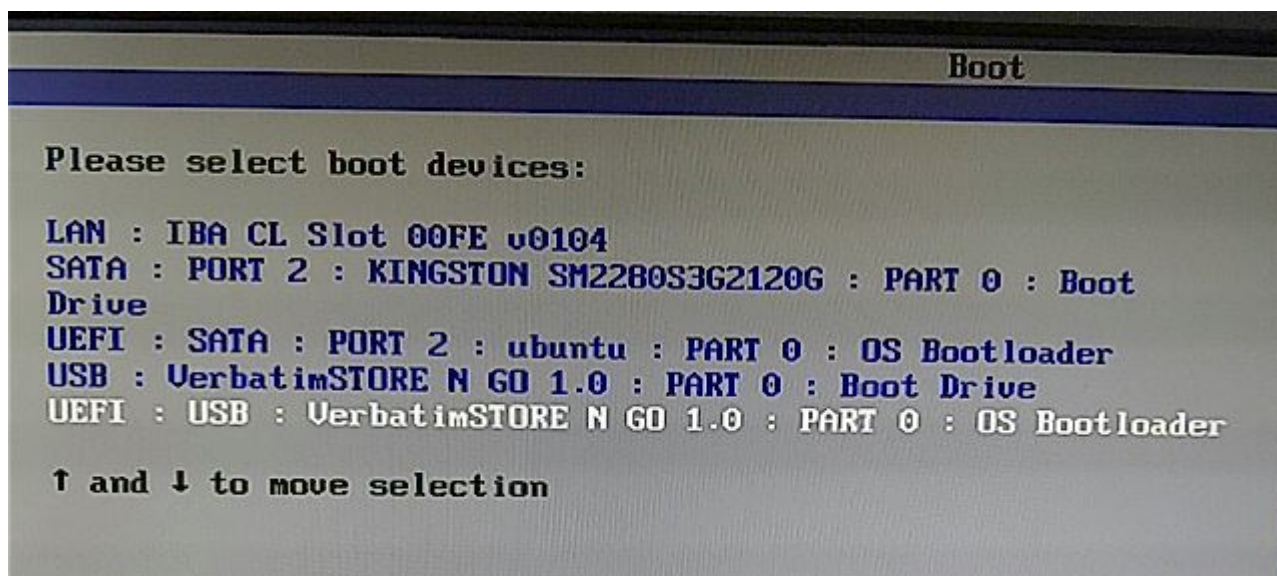 Boot
Please select boot devices:
LAN : IBA CL Slot 00FE v0104
SATA : PORT 2 : KINGSTON SM2280S3G2120G : PART 0 : Boot
Drive
UEFI : SATA : PORT 2 : ubuntu : PART 0 : OS Bootloader
USB : VerbatimSTORE N GO 1.0 : PART 0 : Boot Drive
UEFI : USB : VerbatimSTORE N GO 1.0 : PART 0 : OS Bootloader
↑ and ↓ to move selection